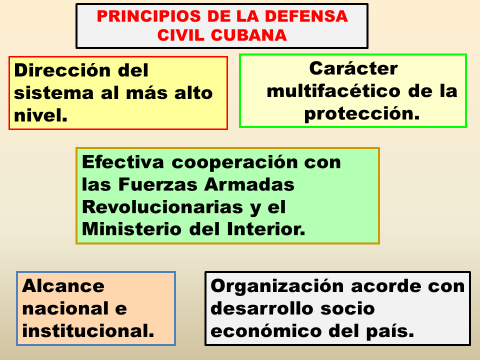 PRINCIPIOS DE LA DEFENSA
CIVIL CUBANA
Dirección del
sistema al más alto
nivel.
Carácter
multifacético de la
protección.
Efectiva cooperación con
las Fuerzas Armadas
Revolucionarias y el
Ministerio del Interior.
Alcance
nacional e
institucional.
Organización acorde con
desarrollo socio
económico del país.